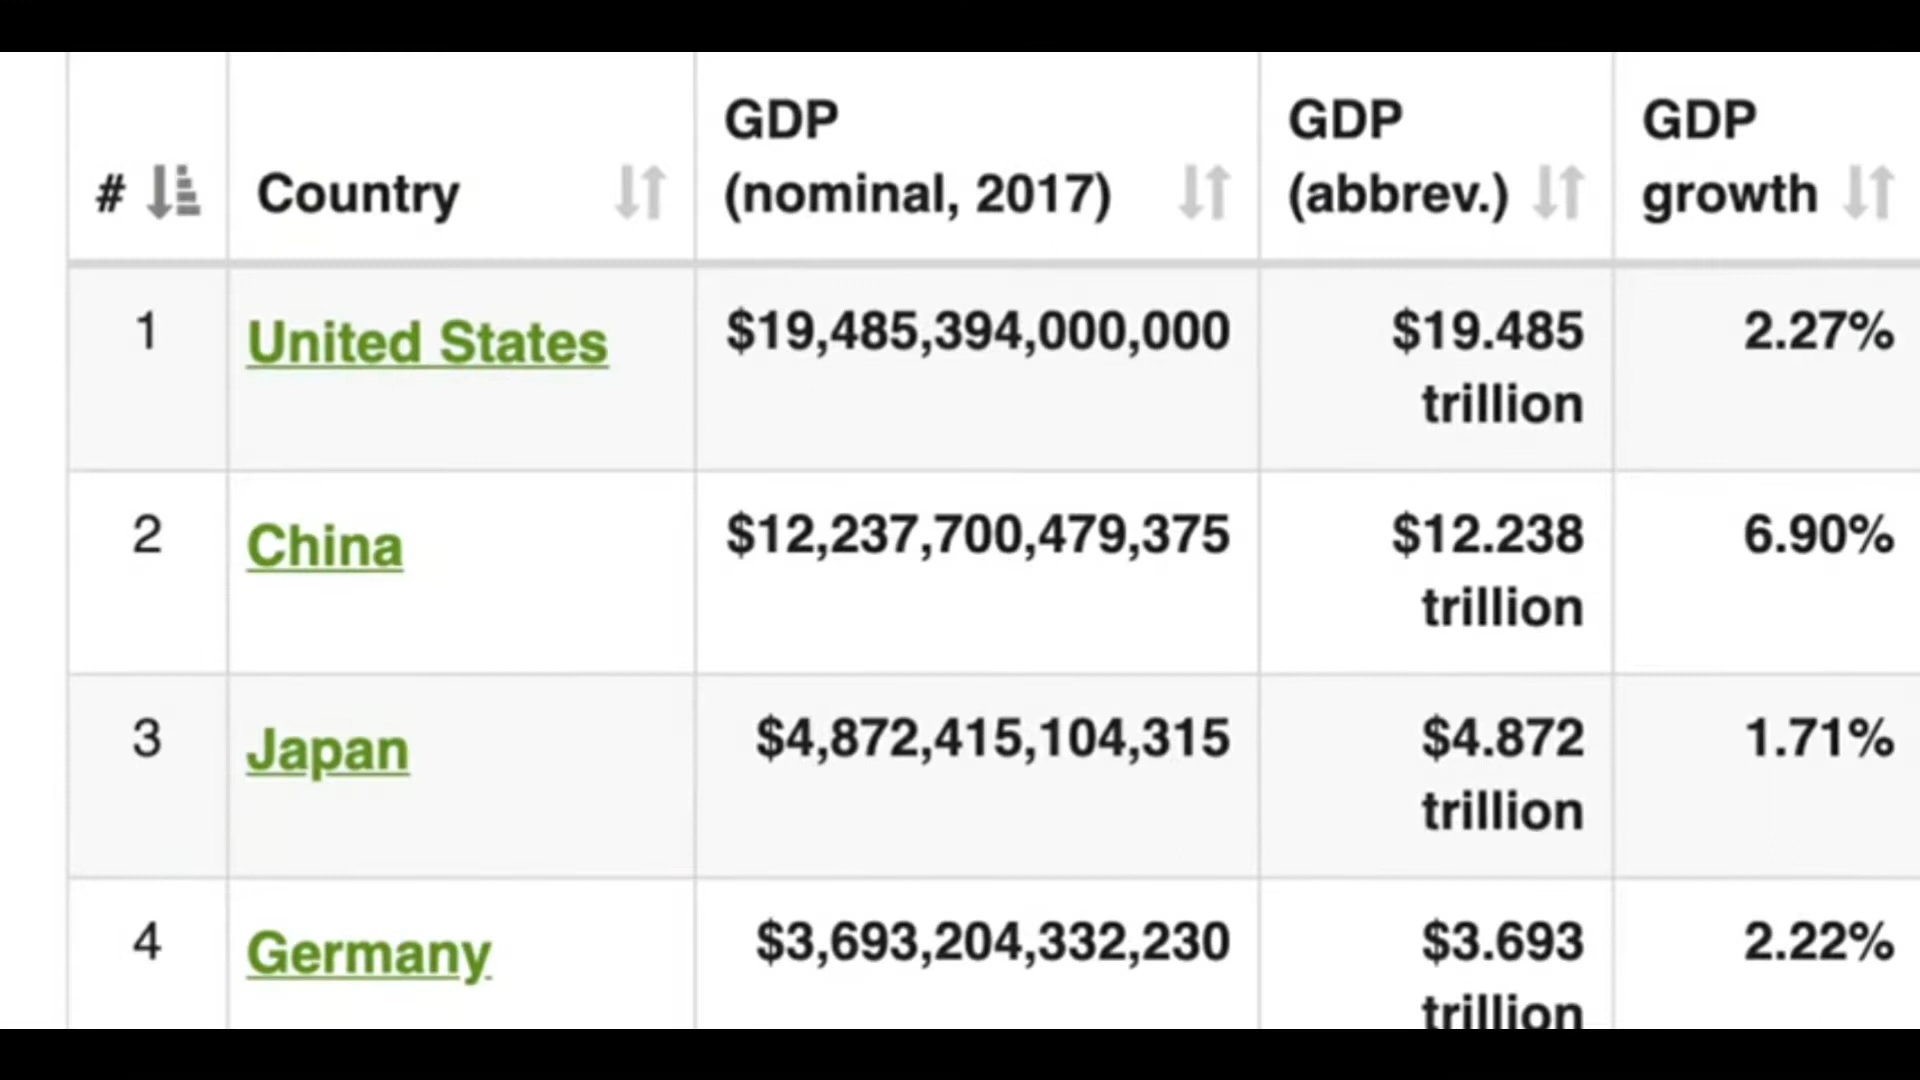 # Country GDP (nominal, 2017) GDP (abbrev.) GDP growth
1 United States $19,485,394,000,000 $19.485 trillion 2.27%
2 China $12,237,700,479,375 $12.238 trillion 6.90%
3 Japan $4,872,415,104,315 $4.872 trillion 1.71%
4 Germany $3,693,204,332,230 $3.693 trillion 2.22%